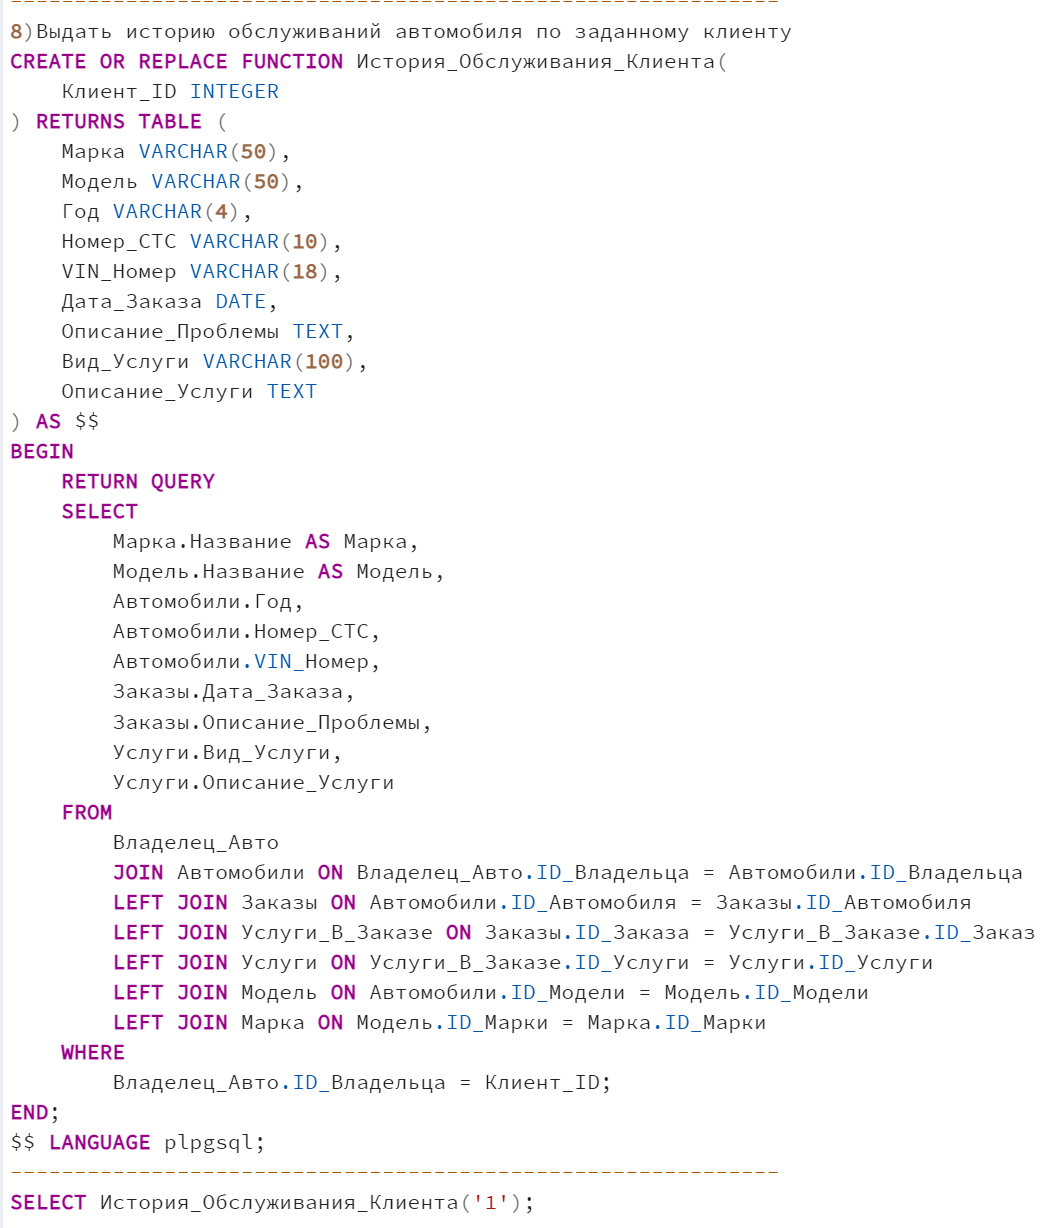 ------------------------------------------------------------
8)Выдать историю обслуживаний автомобиля по заданному клиенту
CREATE OR REPLACE FUNCTION История_Обслуживания_Клиента(
    Клиент_ID INTEGER
) RETURNS TABLE (
    Марка VARCHAR(50),
    Модель VARCHAR(50),
    Год VARCHAR(4),
    Номер_СТС VARCHAR(10),
    VIN_Номер VARCHAR(18),
    Дата_Заказа DATE,
    Описание_Проблемы TEXT,
    Вид_Услуги VARCHAR(100),
    Описание_Услуги TEXT
) AS $$
BEGIN
    RETURN QUERY
    SELECT
        Марка.Название AS Марка,
        Модель.Название AS Модель,
        Автомобили.Год,
        Автомобили.Номер_СТС,
        Автомобили.VIN_Номер,
        Заказы.Дата_Заказа,
        Заказы.Описание_Проблемы,
        Услуги.Вид_Услуги,
        Услуги.Описание_Услуги
    FROM
        Владелец_Авто
        JOIN Автомобили ON Владелец_Авто.ID_Владельца = Автомобили.ID_Владельца
        LEFT JOIN Заказы ON Автомобили.ID_Автомобиля = Заказы.ID_Автомобиля
        LEFT JOIN Услуги_В_Заказе ON Заказы.ID_Заказа = Услуги_В_Заказе.ID_Заказ
        LEFT JOIN Услуги ON Услуги_В_Заказе.ID_Услуги = Услуги.ID_Услуги
        LEFT JOIN Модель ON Автомобили.ID_Модели = Модель.ID_Модели
        LEFT JOIN Марка ON Модель.ID_Марки = Марка.ID_Марки
    WHERE
        Владелец_Авто.ID_Владельца = Клиент_ID;
END;
$$ LANGUAGE plpgsql;
------------------------------------------------------------
SELECT История_Обслуживания_Клиента('1');